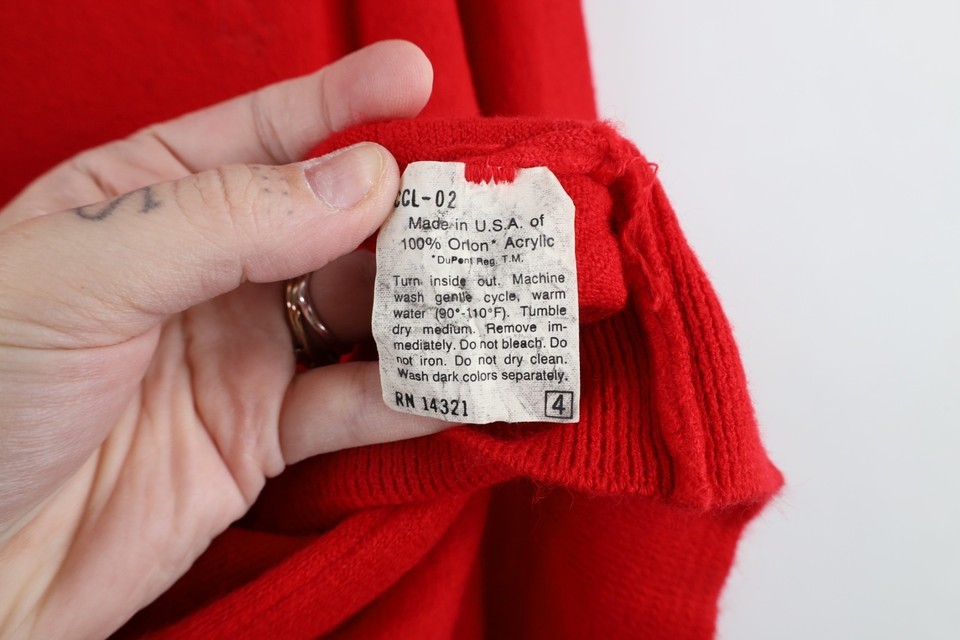 CCL-02
Made in U.S.A. of
100% Orlon* Acrylic
*DuPont Reg. T.M.
Turn inside out. Machine
wash gentle cycle, warm
water (90°-110°F). Tumble
dry medium. Remove im-
mediately. Do not bleach. Do
not iron. Do not dry clean.
Wash dark colors separately.
RN 14321
4